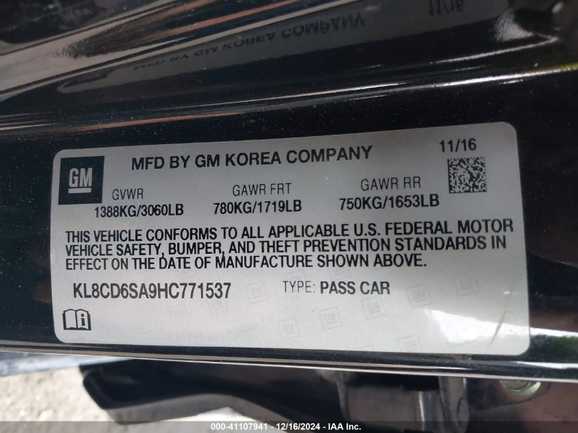 MFD BY GM KOREA COMPANY
11/16
GM
GVWR GAWR FRT GAWR RR
1388KG/3060LB 780KG/1719LB 750KG/1653LB
THIS VEHICLE CONFORMS TO ALL APPLICABLE U.S. FEDERAL MOTOR
VEHICLE SAFETY, BUMPER, AND THEFT PREVENTION STANDARDS IN
EFFECT ON THE DATE OF MANUFACTURE SHOWN ABOVE.
KL8CD6SA9HC771537 TYPE: PASS CAR
000-41107941 - 12/16/2024 - IAA Inc.